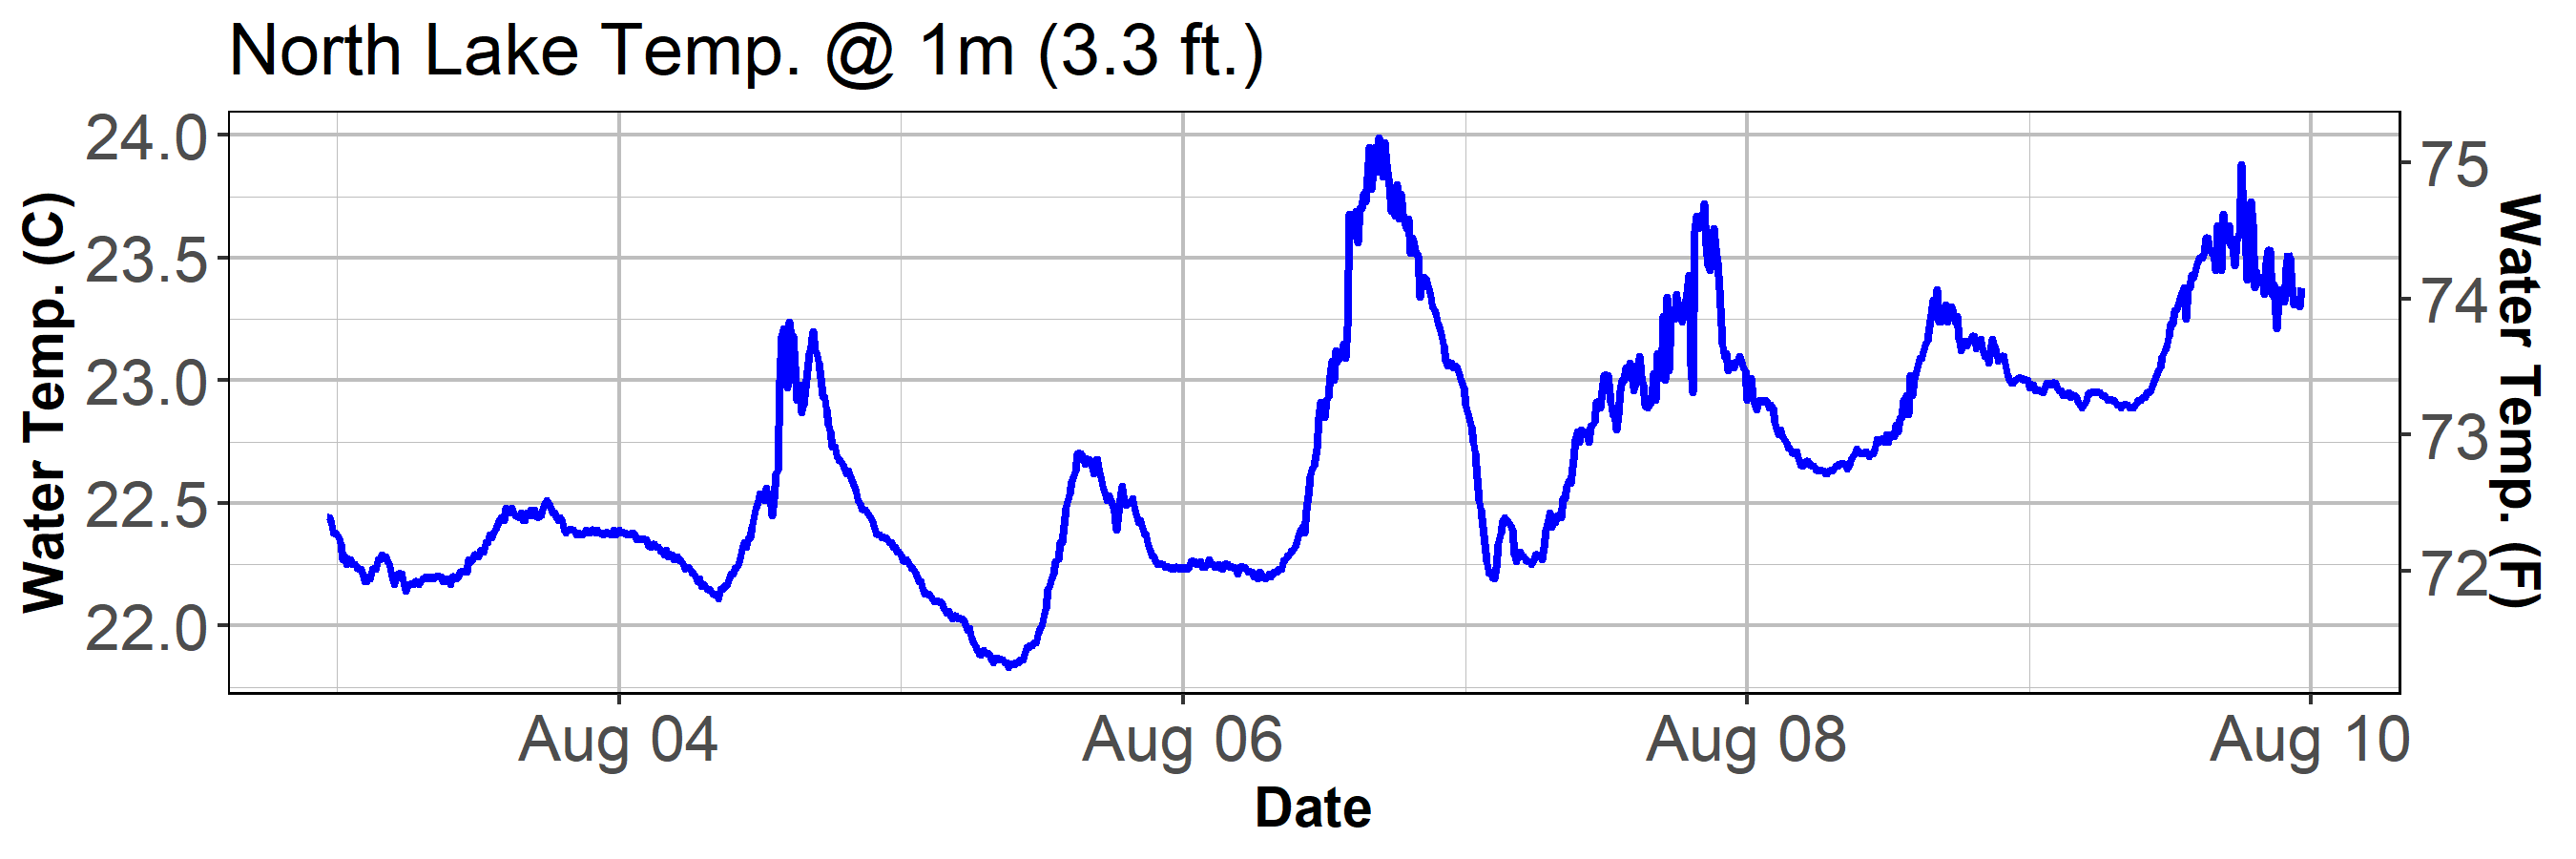 North Lake Temp. @ 1m (3.3 ft.)
Water Temp. (C)
24.0
23.5
23.0
22.5
22.0
75
74
73
72
Water Temp. (F)
Aug 04
Aug 06
Aug 08
Aug 10
Date